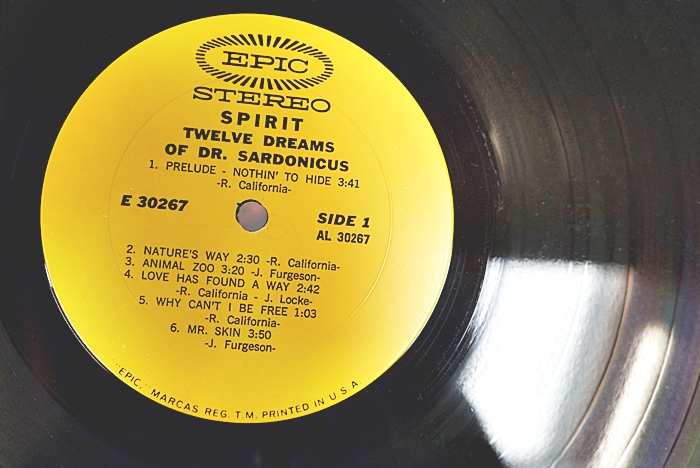 EPIC
STEREO
SPIRIT
TWELVE DREAMS
OF DR. SARDONICUS
1. PRELUDE - NOTHIN' TO HIDE 3:41
-R. California-
E 30267
SIDE 1
AL 30267
2. NATURE'S WAY 2:30 -R. California-
3. ANIMAL ZOO 3:20 -J. Furgeson-
4. LOVE HAS FOUND A WAY 2:42
-R. California - J. Locke-
5. WHY CAN'T I BE FREE 1:03
-R. California-
6. MR. SKIN 3:50
-J. Furgeson-
"EPIC," MARCAS REG. T.M. PRINTED IN U.S.A.